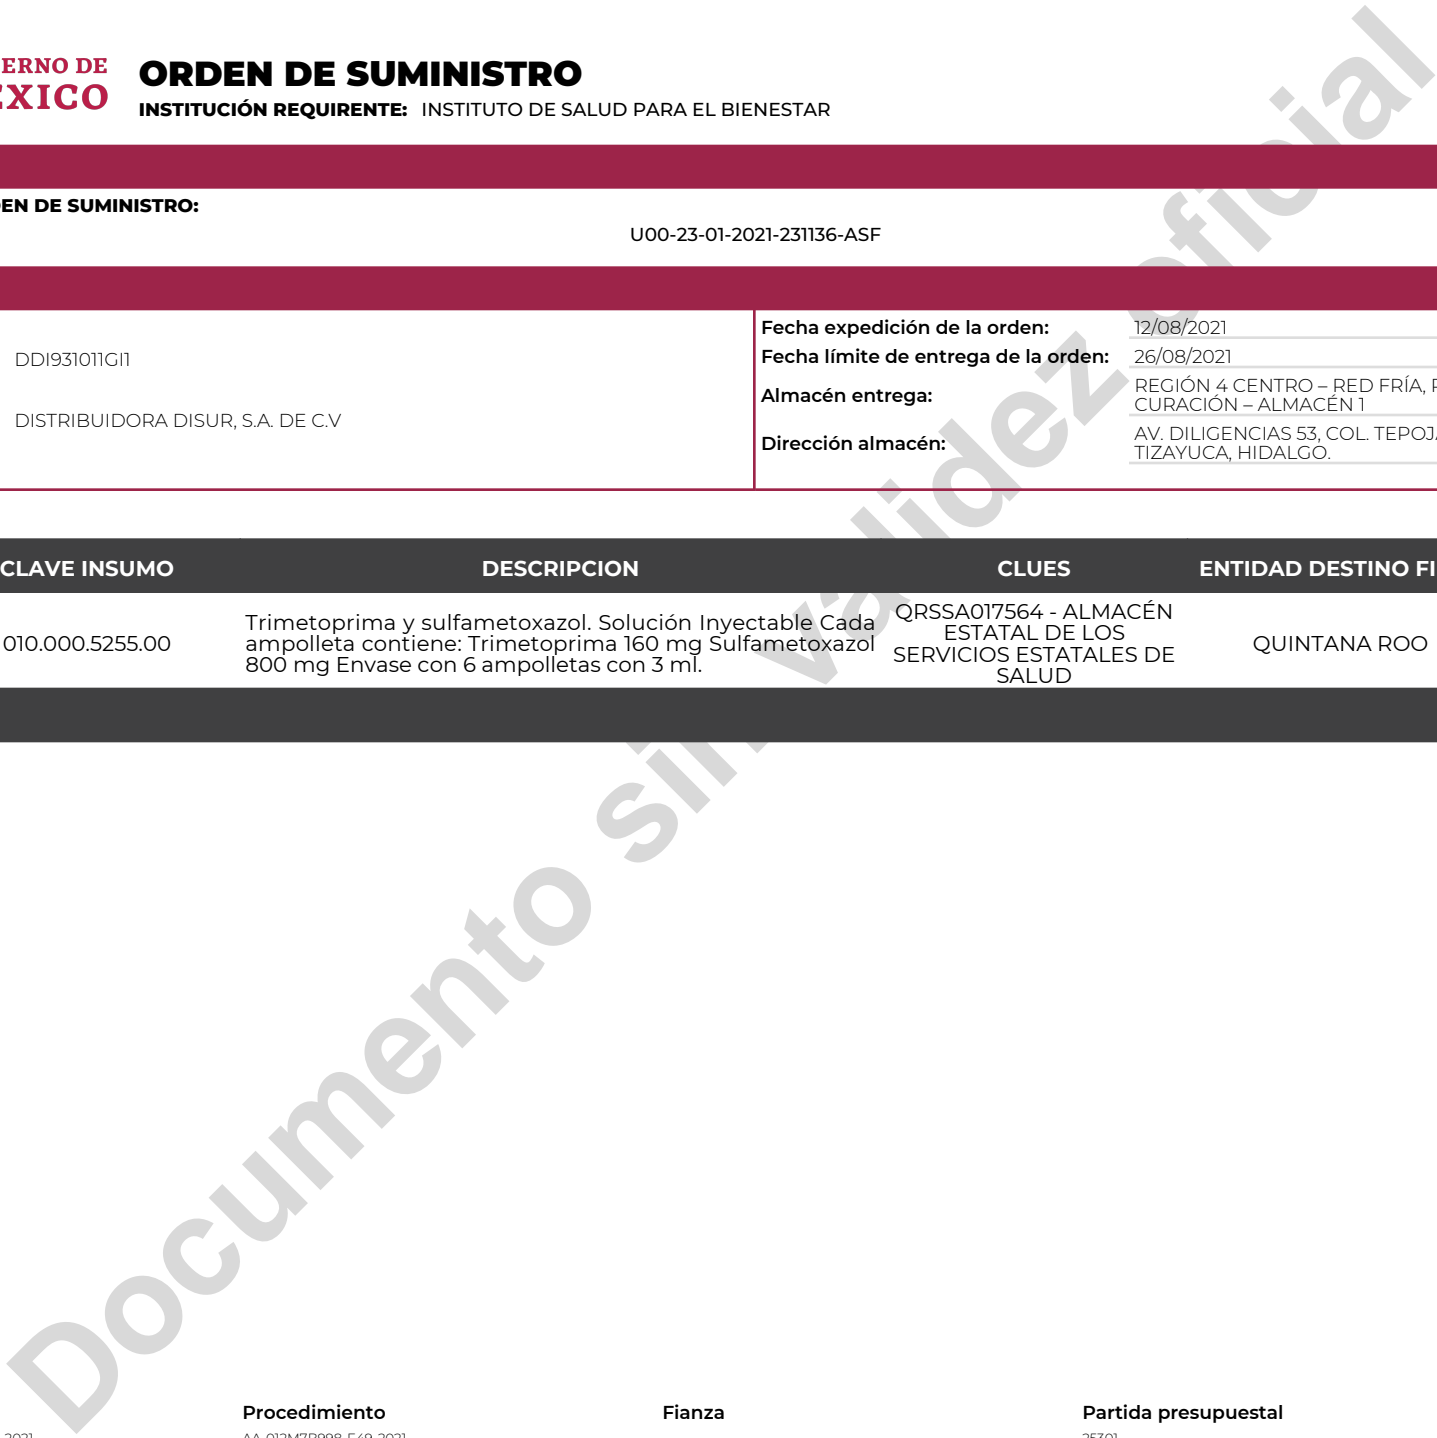 ERNO DE
EXICO
ORDEN DE SUMINISTRO
INSTITUCIÓN REQUIRENTE: INSTITUTO DE SALUD PARA EL BIENESTAR
EN DE SUMINISTRO:
U00-23-01-2021-231136-ASF
DDI931011GI1
DISTRIBUIDORA DISUR, S.A. DE C.V
Fecha expedición de la orden: 12/08/2021
Fecha límite de entrega de la orden: 26/08/2021
Almacén entrega:
REGIÓN 4 CENTRO – RED FRÍA,
CURACIÓN – ALMACÉN 1
Dirección almacén:
AV. DILIGENCIAS 53, COL. TEPOJA
TIZAYUCA, HIDALGO.
CLAVE INSUMO DESCRIPCION CLUES ENTIDAD DESTINO FI
010.000.5255.00
Trimetoprima y sulfametoxazol. Solución Inyectable Cada
ampolleta contiene: Trimetoprima 160 mg Sulfametoxazol
800 mg Envase con 6 ampolletas con 3 ml.
QRSSA017564 - ALMACÉN
ESTATAL DE LOS
SERVICIOS ESTATALES DE
SALUD
QUINTANA ROO
Documento sin validez oficial
Procedimiento Fianza Partida presupuestal